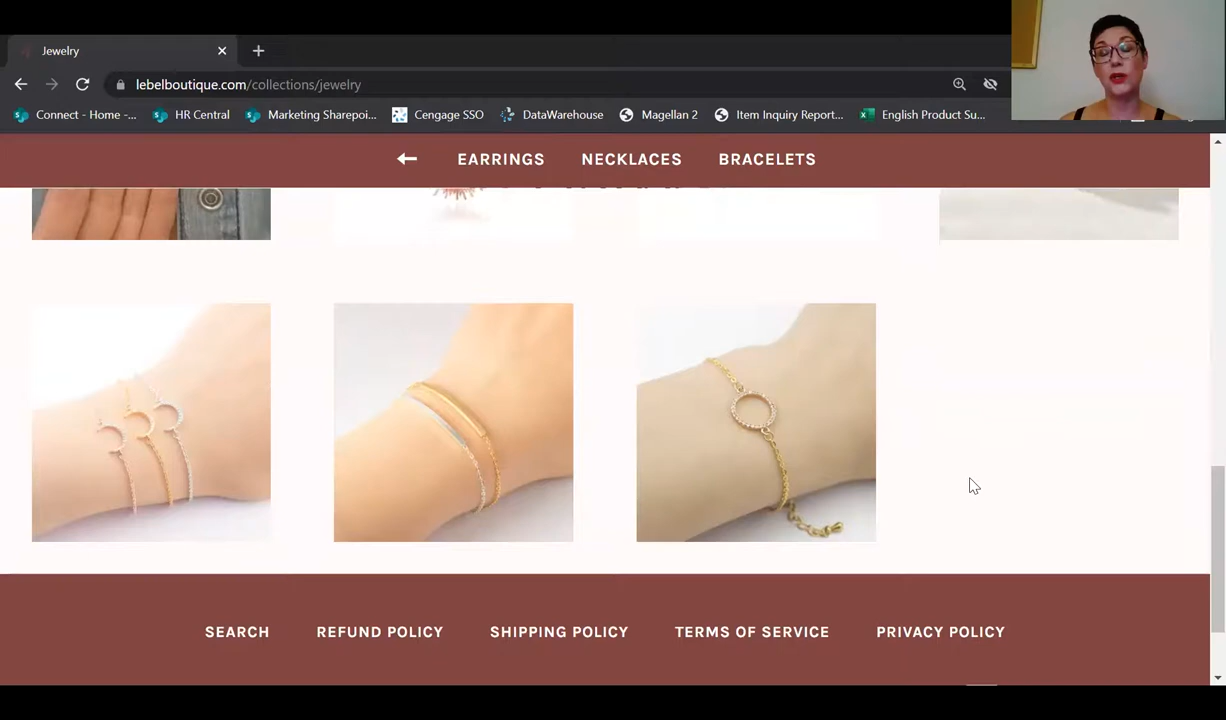 Jewelry
lebelboutique.com/collections/jewelry
Connect - Home -... HR Central Marketing Sharepoi... Cengage SSO DataWarehouse Magellan 2 Item Inquiry Report... English Product Su...
EARRINGS NECKLACES BRACELETS
SEARCH REFUND POLICY SHIPPING POLICY TERMS OF SERVICE PRIVACY POLICY